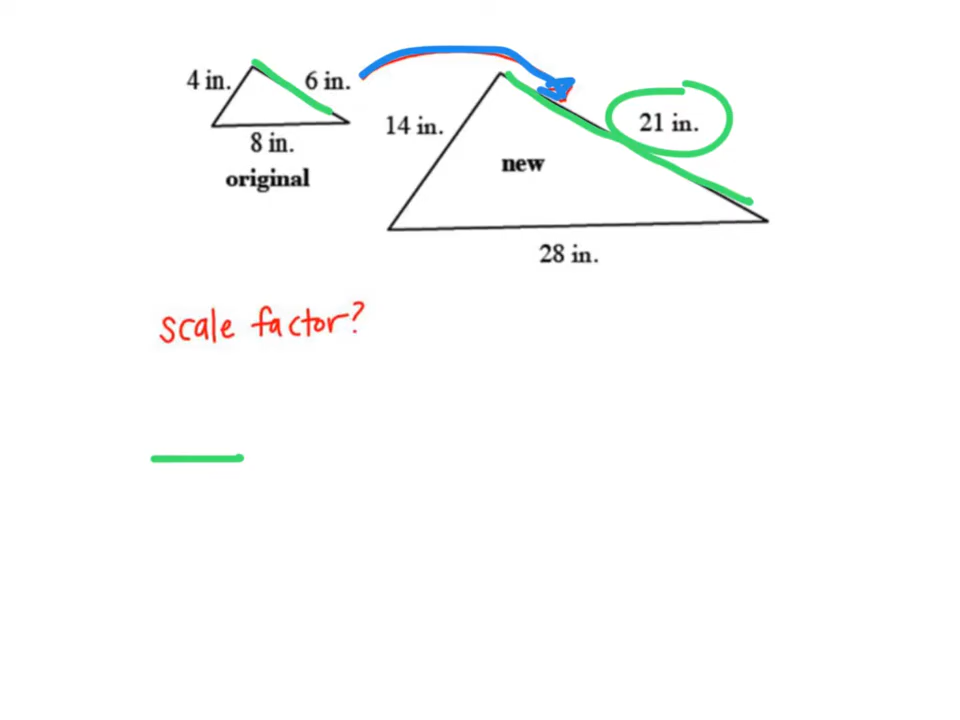 4 in.
6 in.
8 in.
original
14 in.
21 in.
new
28 in.
scale factor?